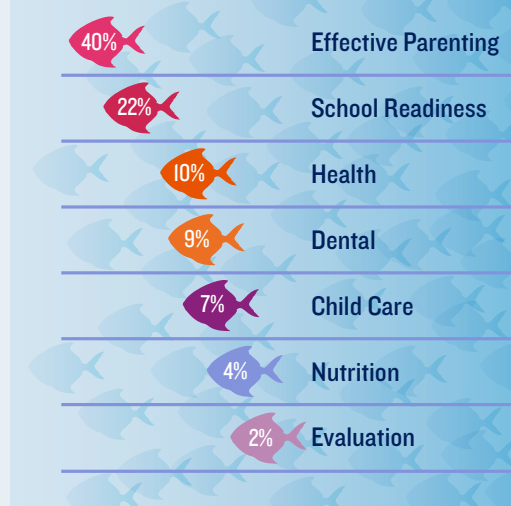 40% Effective Parenting
22% School Readiness
10% Health
9% Dental
7% Child Care
4% Nutrition
2% Evaluation